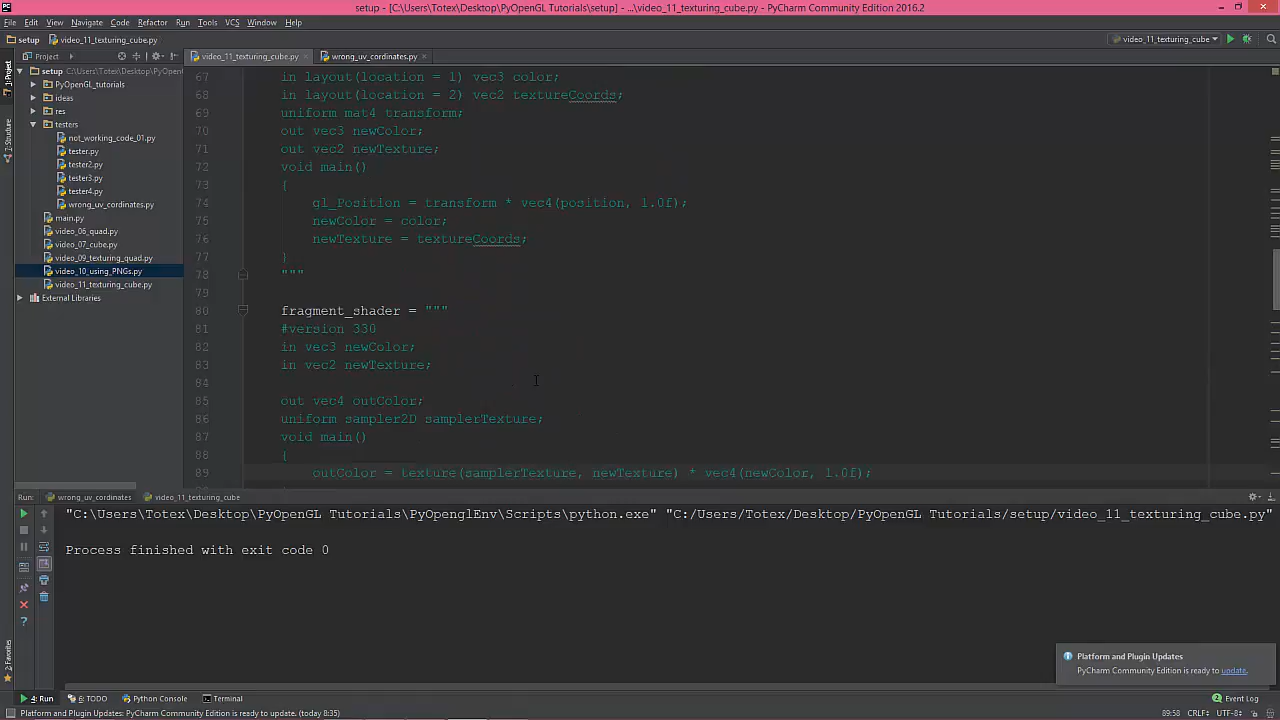 setup - [C:\Users\Totex\Desktop\PyOpenGL Tutorials\setup] - ...\video_11_texturing_cube.py - PyCharm Community Edition 2016.2
File Edit View Navigate Code Refactor Run Tools VCS Window Help
setup video_11_texturing_cube.py
video_11_texturing_cube
Project
video_11_texturing_cube.py
wrong_uv_cordinates.py
1: Project
setup C:\Users\Totex\Desktop\PyOpenG
PyOpenGL_tutorials
ideas
res
testers
not_working_code_01.py
tester.py
tester2.py
tester3.py
tester4.py
wrong_uv_cordinates.py
main.py
video_06_quad.py
video_07_cube.py
video_09_texturing_quad.py
video_10_using_PNGs.py
video_11_texturing_cube.py
External Libraries
7: Structure
2: Favorites
67 in layout(location = 1) vec3 color;
68 in layout(location = 2) vec2 textureCoords;
69 uniform mat4 transform;
70 out vec3 newColor;
71 out vec2 newTexture;
72 void main()
73 {
74 gl_Position = transform * vec4(position, 1.0f);
75 newColor = color;
76 newTexture = textureCoords;
77 }
78 """
79
80 fragment_shader = """
81 #version 330
82 in vec3 newColor;
83 in vec2 newTexture;
84
85 out vec4 outColor;
86 uniform sampler2D samplerTexture;
87 void main()
88 {
89 outColor = texture(samplerTexture, newTexture) * vec4(newColor, 1.0f);
Run: wrong_uv_cordinates video_11_texturing_cube
"C:\Users\Totex\Desktop\PyOpenGL Tutorials\PyOpenglEnv\Scripts\python.exe" "C:/Users/Totex/Desktop/PyOpenGL Tutorials/setup/video_11_texturing_cube.py"
Process finished with exit code 0
Platform and Plugin Updates
PyCharm Community Edition is ready to update.
4: Run 6: TODO Python Console Terminal Event Log
Platform and Plugin Updates: PyCharm Community Edition is ready to update. (today 8:35) 89:58 CRLF÷ UTF-8÷